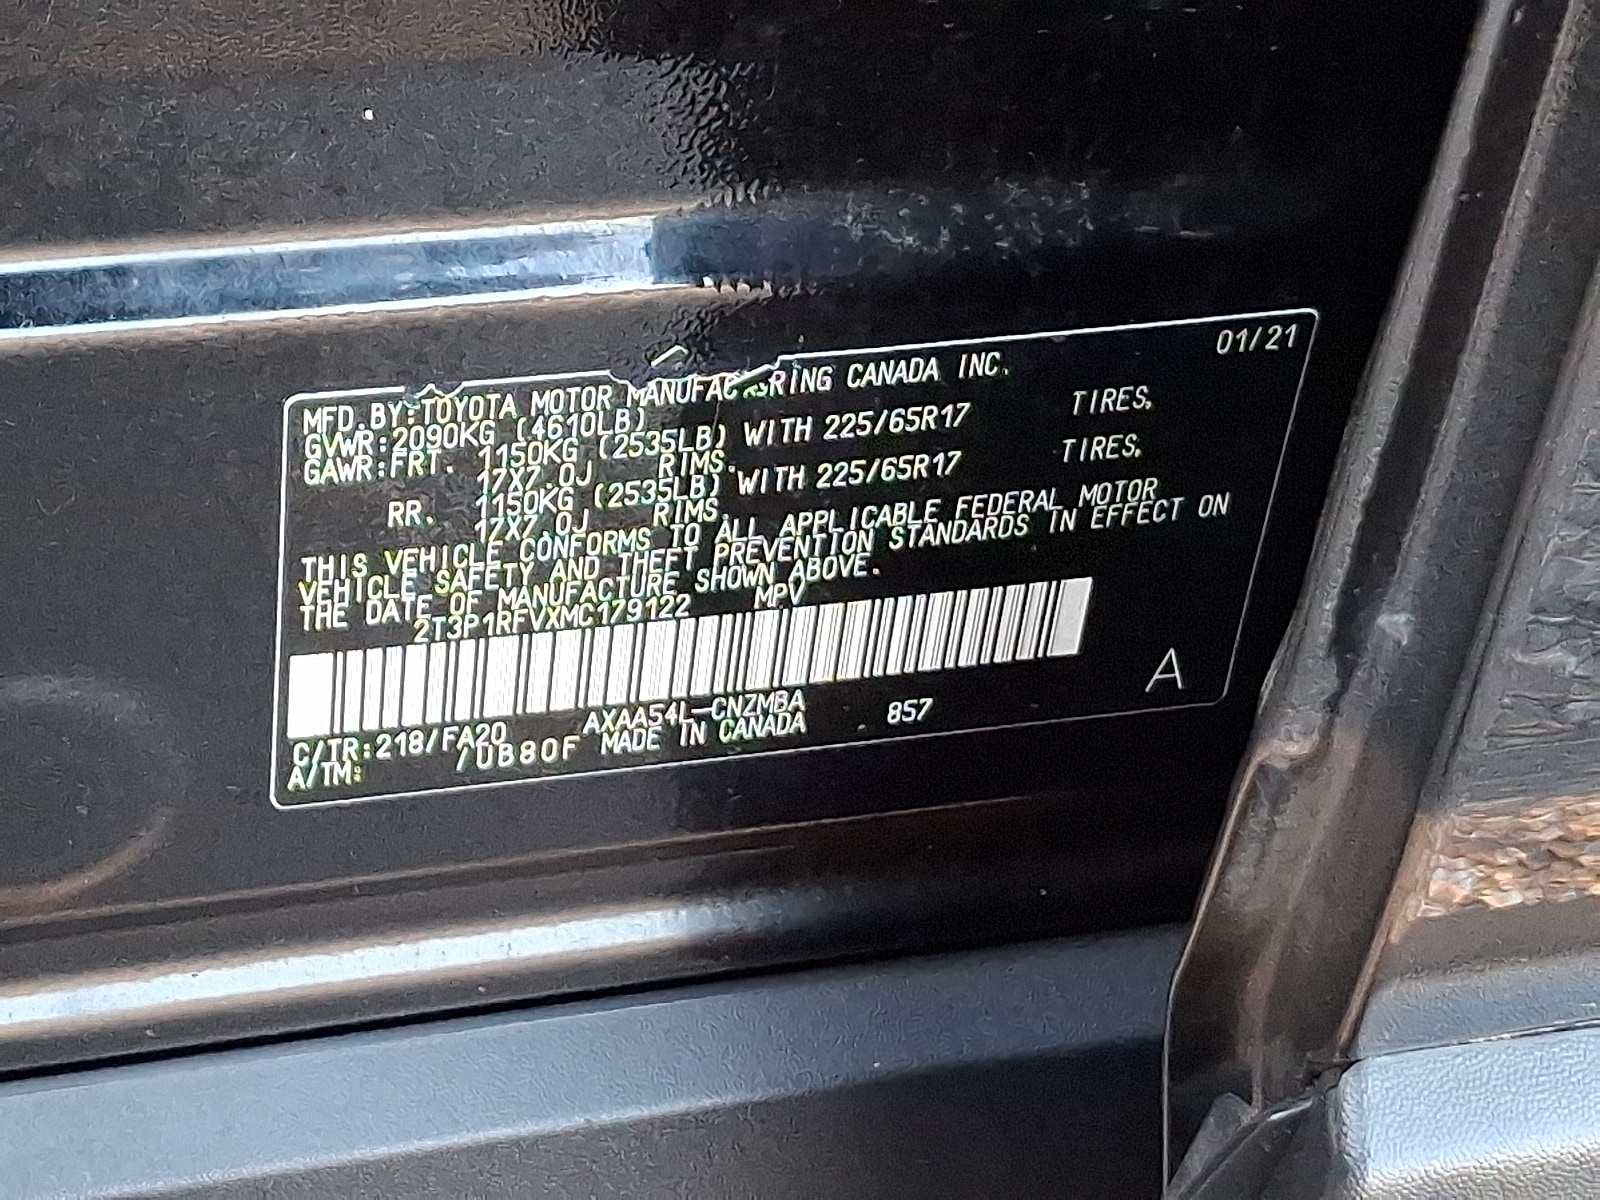 01/21
MFD.BY:TOYOTA MOTOR MANUFACTURING CANADA INC.
GVWR:2090KG (4610LB)
GAWR:FRT. 1150KG (2535LB) WITH 225/65R17 TIRES,
17X7.0J RIMS.
RR. 1150KG (2535LB) WITH 225/65R17 TIRES,
17X7.0J RIMS.
THIS VEHICLE CONFORMS TO ALL APPLICABLE FEDERAL MOTOR
VEHICLE SAFETY AND THEFT PREVENTION STANDARDS IN EFFECT ON
THE DATE OF MANUFACTURE SHOWN ABOVE.
2T3P1RFVXMC179122 MPV
A
C/TR:218/FA20 AXAA54L-CNZMBA 857
A/TM: /UB80F MADE IN CANADA